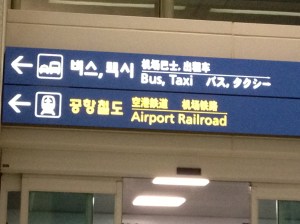 버스, 택시 机场巴士, 出租车
Bus, Taxi バス, タクシー
공항철도 空港鉄道 机场铁路
Airport Railroad